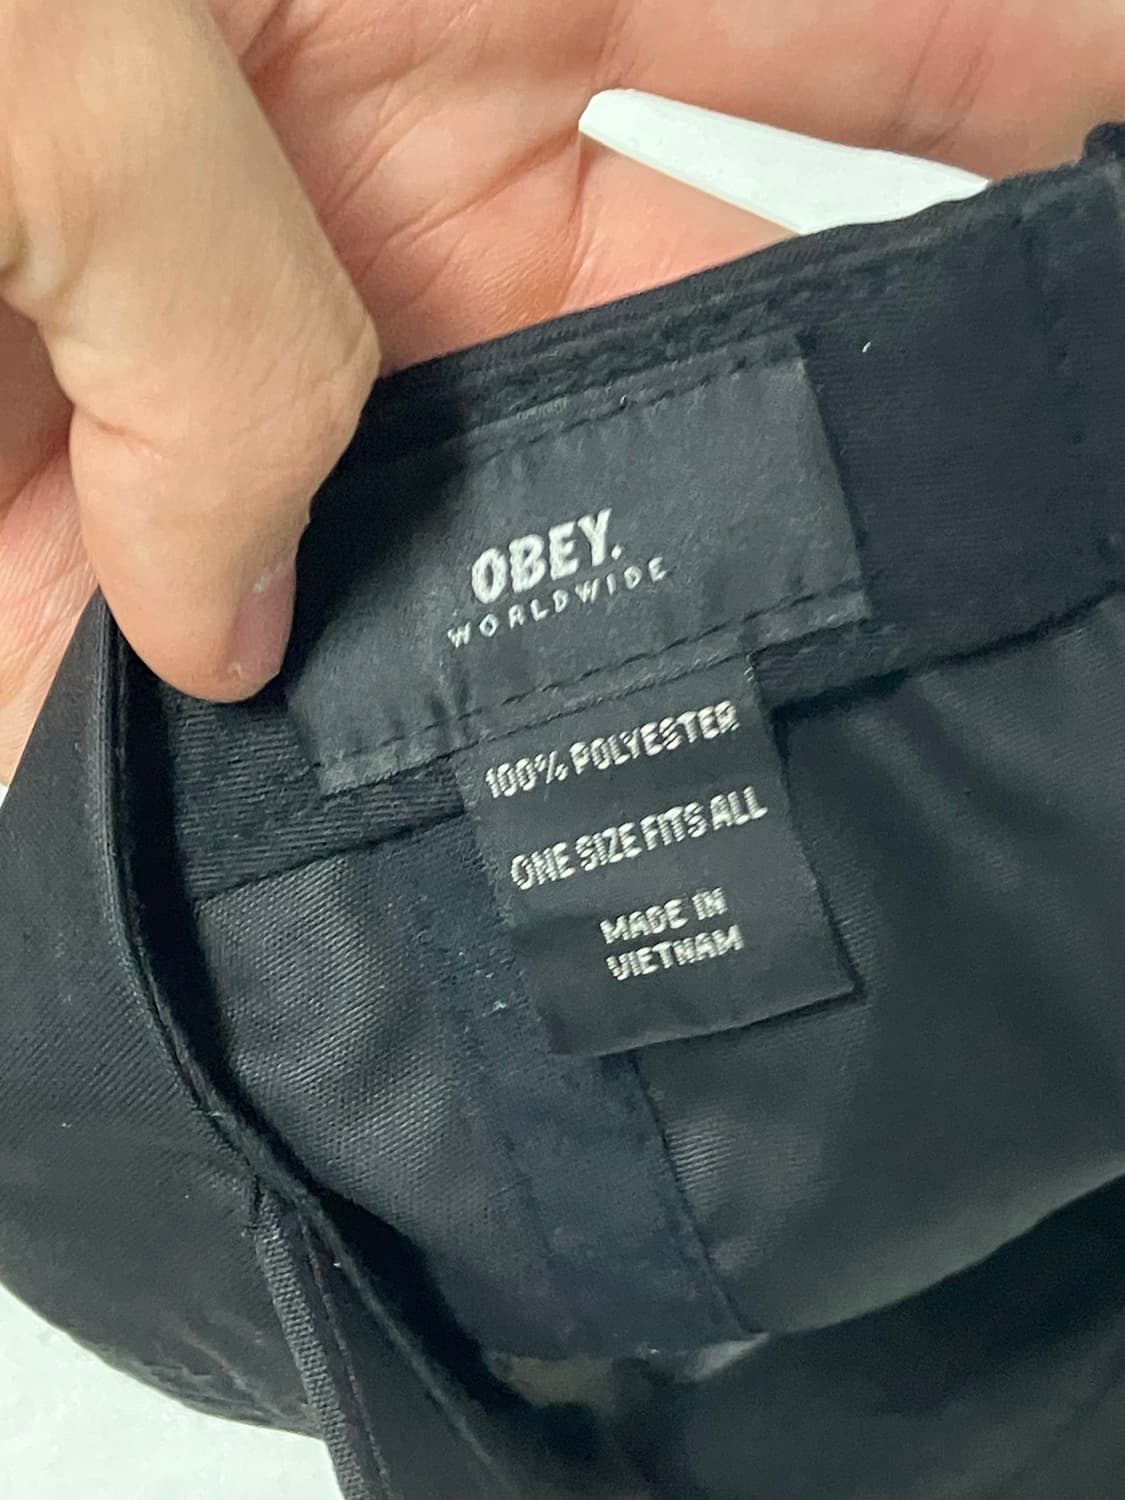 OBEY.
WORLDWIDE
100% POLYESTER
ONE SIZE FITS ALL
MADE IN
VIETNAM